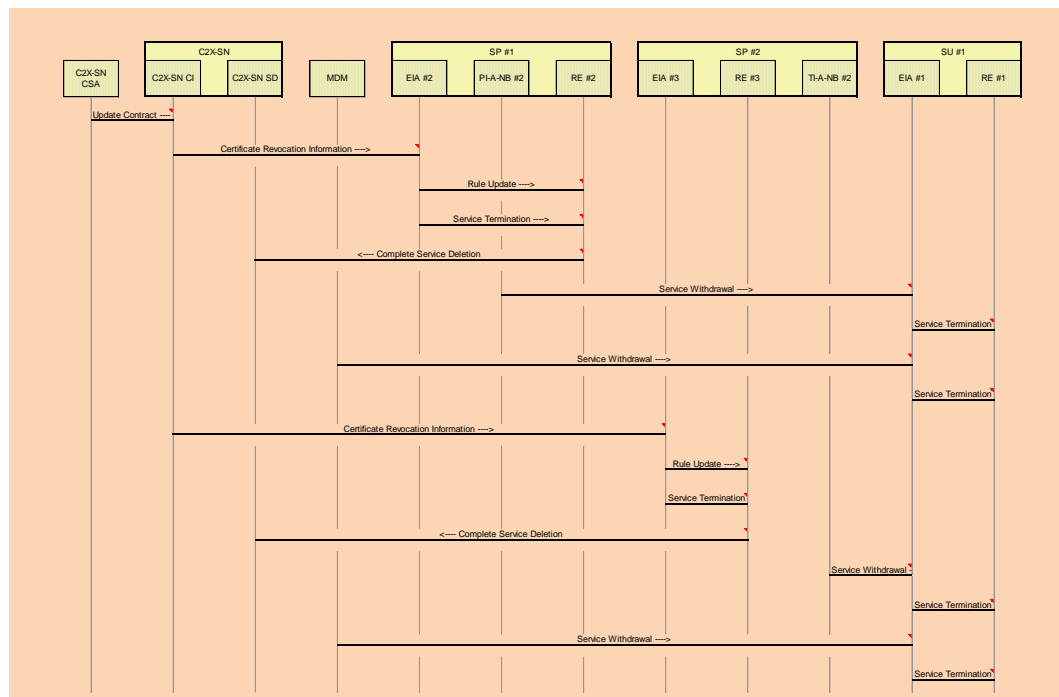 C2X-SN
SP #1
SP #2
SU #1
C2X-SN
CSA
C2X-SN CI
C2X-SN SD
MDM
EIA #2
PI-A-NB #2
RE #2
EIA #3
RE #3
TI-A-NB #2
EIA #1
RE #1
Update Contract ----
Certificate Revocation Information ---->
Rule Update ---->
Service Termination ---->
<---- Complete Service Deletion
Service Withdrawal ---->
Service Termination
Service Withdrawal ---->
Service Termination
Certificate Revocation Information ---->
Rule Update ---->
Service Termination
<---- Complete Service Deletion
Service Withdrawal -
Service Termination
Service Withdrawal ---->
Service Termination